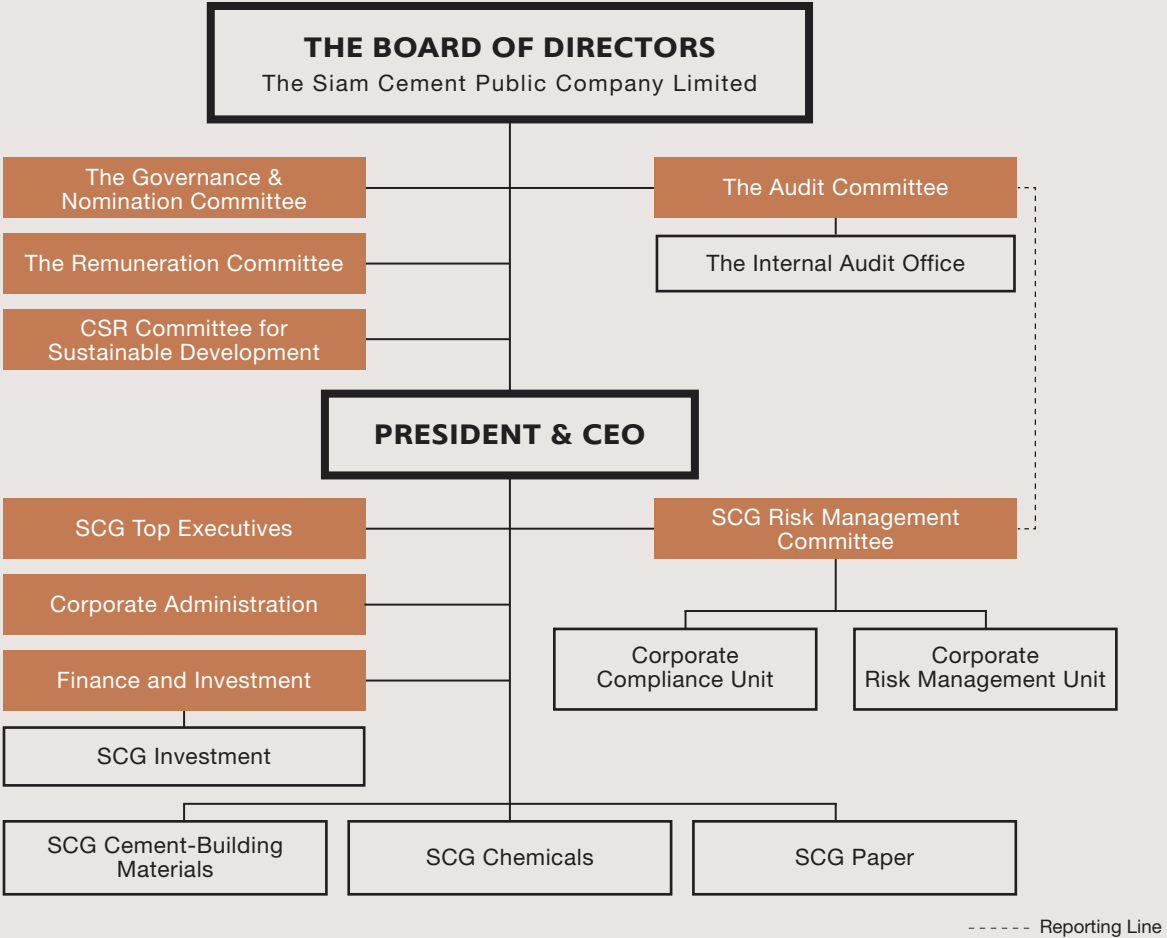 THE BOARD OF DIRECTORS
The Siam Cement Public Company Limited
The Governance &
Nomination Committee
The Audit Committee
The Remuneration Committee
The Internal Audit Office
CSR Committee for
Sustainable Development
PRESIDENT & CEO
SCG Top Executives
SCG Risk Management
Committee
Corporate Administration
Corporate
Compliance Unit
Corporate
Risk Management Unit
Finance and Investment
SCG Investment
SCG Cement-Building
Materials
SCG Chemicals
SCG Paper
Reporting Line